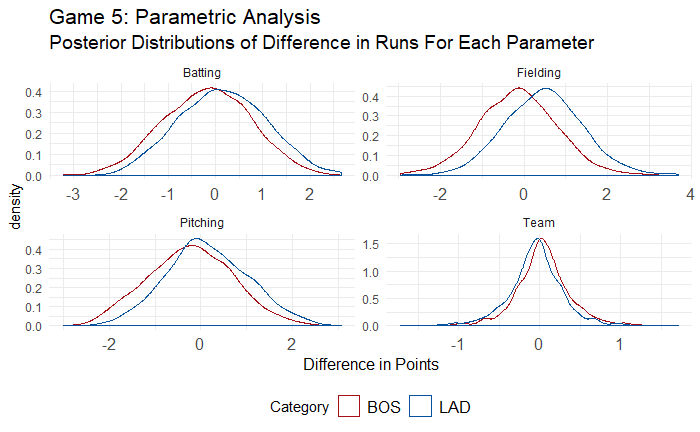 Game 5: Parametric Analysis
Posterior Distributions of Difference in Runs For Each Parameter
Batting
Fielding
0.4
0.3
0.2
0.1
0.0
-3 -2 -1 0 1 2
0.4
0.3
0.2
0.1
0.0
-2 0 2 4
density
Pitching
Team
0.4
0.3
0.2
0.1
0.0
-2 0 2
1.5
1.0
0.5
0.0
-1 0 1
Difference in Points
Category BOS LAD